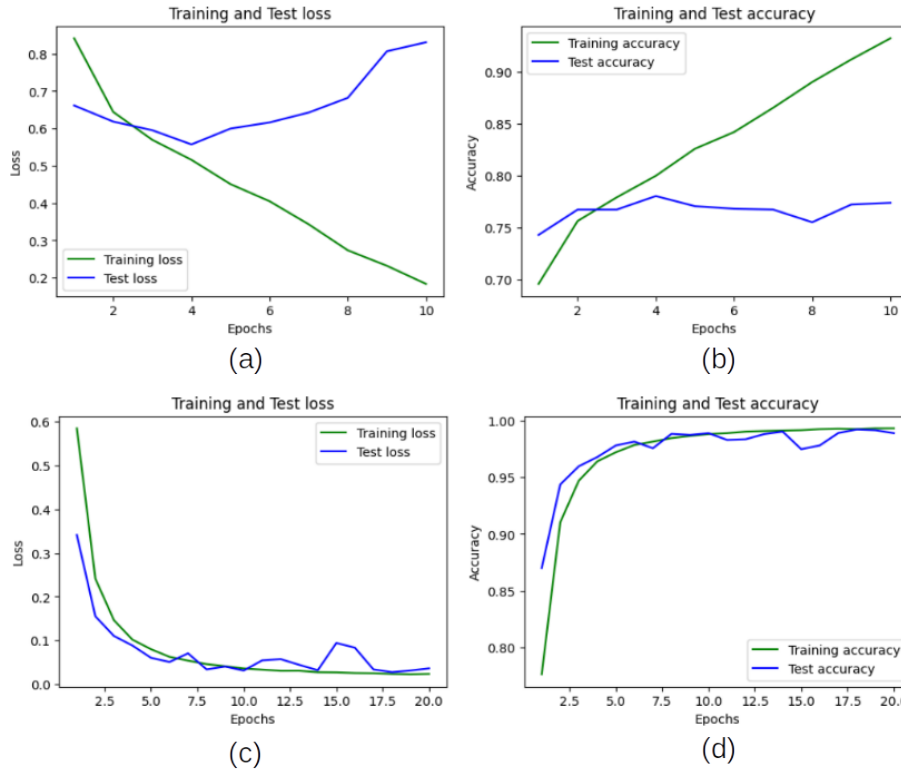 Training and Test loss
Loss
0.8
0.7
0.6
0.5
0.4
0.3
0.2
Training loss
Test loss
2 4 6 8 10
Epochs
(a)
Training and Test accuracy
Accuracy
0.90
0.85
0.80
0.75
0.70
Training accuracy
Test accuracy
2 4 6 8 10
Epochs
(b)
Training and Test loss
Loss
0.6
0.5
0.4
0.3
0.2
0.1
0.0
Training loss
Test loss
2.5 5.0 7.5 10.0 12.5 15.0 17.5 20.0
Epochs
(c)
Training and Test accuracy
Accuracy
1.00
0.95
0.90
0.85
0.80
Training accuracy
Test accuracy
2.5 5.0 7.5 10.0 12.5 15.0 17.5 20.0
Epochs
(d)